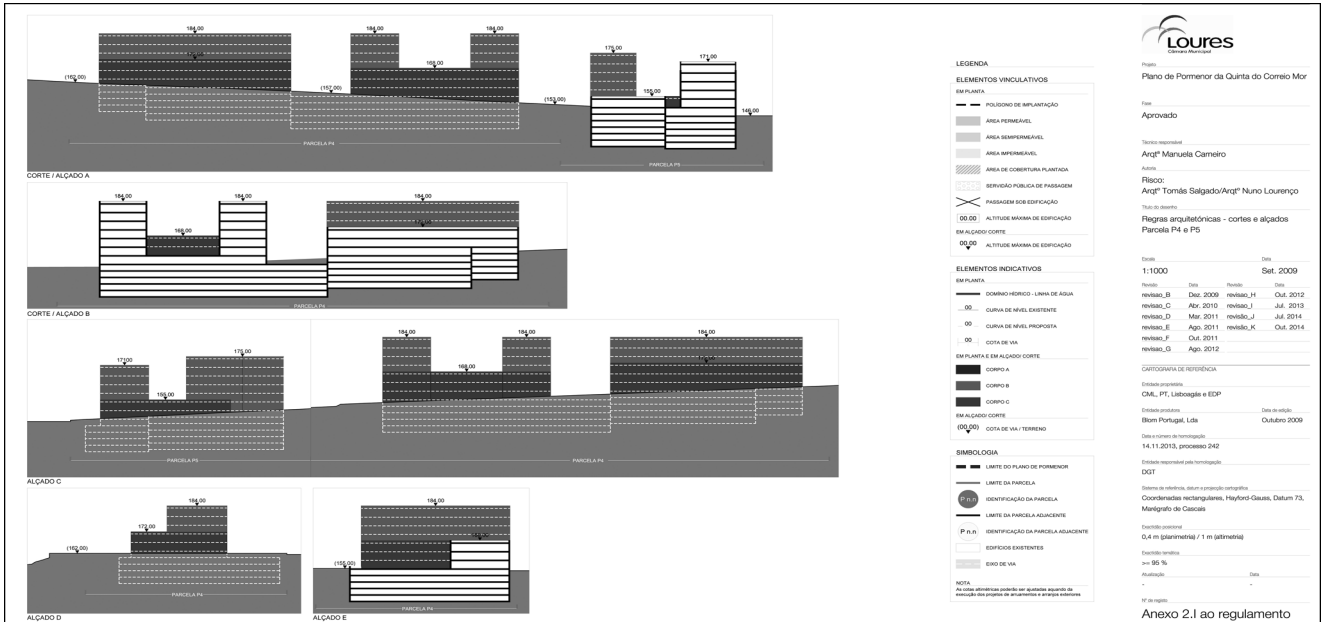 184.00
184.00
184.00
168.00
175.00
171.00
155.00
(162.00)
(157.00)
(153.00)
146.00
PARCELA P4
PARCELA P5
CORTE / ALÇADO A
184.00
184.00
184.00
168.00
PARCELA P4
CORTE / ALÇADO B
17100
175.00
155.00
184.00
184.00
184.00
168.00
PARCELA P5
PARCELA P4
ALÇADO C
184.00
172.00
(162.00)
PARCELA P4
ALÇADO D
184.00
(155.00)
PARCELA P4
ALÇADO E
LEGENDA
ELEMENTOS VINCULATIVOS
EM PLANTA
POLÍGONO DE IMPLANTAÇÃO
ÁREA PERMEÁVEL
ÁREA SEMIPERMEÁVEL
ÁREA IMPERMEÁVEL
ÁREA DE COBERTURA PLANTADA
SERVIDÃO PÚBLICA DE PASSAGEM
PASSAGEM SOB EDIFICAÇÃO
00.00 ALTITUDE MÁXIMA DE EDIFICAÇÃO
EM ALÇADO/ CORTE
00.00 ALTITUDE MÁXIMA DE EDIFICAÇÃO
ELEMENTOS INDICATIVOS
EM PLANTA
DOMÍNIO HÍDRICO - LINHA DE ÁGUA
00 CURVA DE NÍVEL EXISTENTE
00 CURVA DE NÍVEL PROPOSTA
00 COTA DE VIA
EM PLANTA E EM ALÇADO/ CORTE
CORPO A
CORPO B
CORPO C
EM ALÇADO/ CORTE
(00.00) COTA DE VIA / TERRENO
SIMBOLOGIA
LIMITE DO PLANO DE PORMENOR
LIMITE DA PARCELA
P n.n IDENTIFICAÇÃO DA PARCELA
LIMITE DA PARCELA ADJACENTE
P n.n IDENTIFICAÇÃO DA PARCELA ADJACENTE
EDIFÍCIOS EXISTENTES
EIXO DE VIA
NOTA
As cotas altimétricas poderão ser ajustadas aquando da
execução dos projetos de arruamentos e arranjos exteriores
LOURES
Câmara Municipal
Projeto
Plano de Pormenor da Quinta do Correio Mor
Fase
Aprovado
Técnico responsável
Arqtª Manuela Carneiro
Autoria
Risco:
Arqtº Tomás Salgado/Arqtº Nuno Lourenço
Título do desenho
Regras arquitetónicas - cortes e alçados
Parcela P4 e P5
Escala Data
1:1000 Set. 2009
Revisão Data Revisão Data
revisao_B Dez. 2009 revisao_H Out. 2012
revisao_C Abr. 2010 revisao_I Jul. 2013
revisao_D Mar. 2011 revisão_J Jul. 2014
revisao_E Ago. 2011 revisão_K Out. 2014
revisao_F Out. 2011
revisao_G Ago. 2012
CARTOGRAFIA DE REFERÊNCIA
Entidade proprietária
CML, PT, Lisboagás e EDP
Entidade produtora Data de edição
Blom Portugal, Lda Outubro 2009
Data e número de homologação
14.11.2013, processo 242
Entidade responsável pela homologação
DGT
Sistema de referência, datum e projecção cartográfica
Coordenadas rectangulares, Hayford-Gauss, Datum 73,
Marégrafo de Cascais
Exactidão posicional
0,4 m (planimetria) / 1 m (altimetria)
Exactidão temática
>= 95 %
Atualização Data
- -
Nº de registo
Anexo 2.I ao regulamento